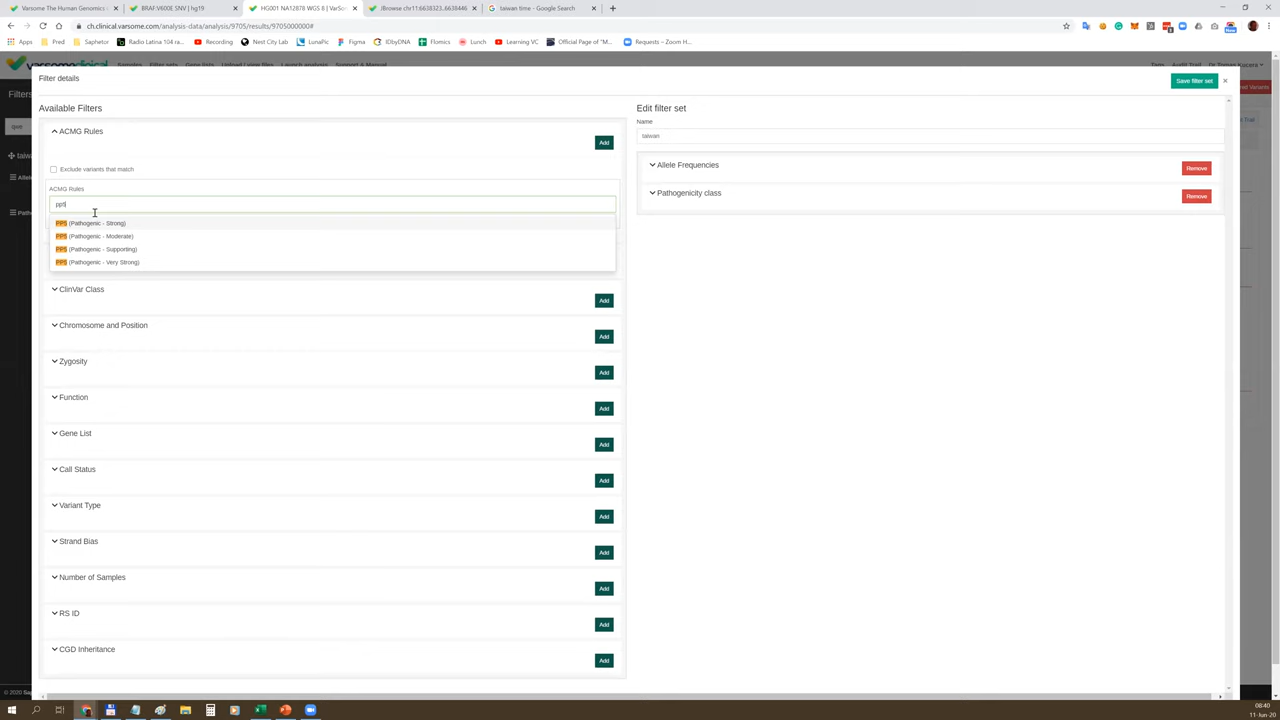 Varsome The Human Genomics
BRAF:V600E SNV | hg19
HG001 NA12878 WGS 8 | VarSo
JBrowse chr11:6638323..6638446
taiwan time - Google Search
ch.clinical.varsome.com/analysis-data/analysis/9705/results/9705000000#
Apps
Pred
Saphetor
Radio Latina 104 ra...
Recording
Nest City Lab
LunaPic
Figma
IDbyDNA
Flomics
Lunch
Learning VC
Official Page of "M...
Requests – Zoom H...
Filter details
Save filter set
Available Filters
ACMG Rules
Add
Exclude variants that match
ACMG Rules
pp5
PP5 (Pathogenic - Strong)
PP5 (Pathogenic - Moderate)
PP5 (Pathogenic - Supporting)
PP5 (Pathogenic - Very Strong)
ClinVar Class
Add
Chromosome and Position
Add
Zygosity
Add
Function
Add
Gene List
Add
Call Status
Add
Variant Type
Add
Strand Bias
Add
Number of Samples
Add
RS ID
Add
CGD Inheritance
Add
Edit filter set
Name
taiwan
Allele Frequencies
Remove
Pathogenicity class
Remove
Filters
qwe
© 2020
08:40
11-Jun-20